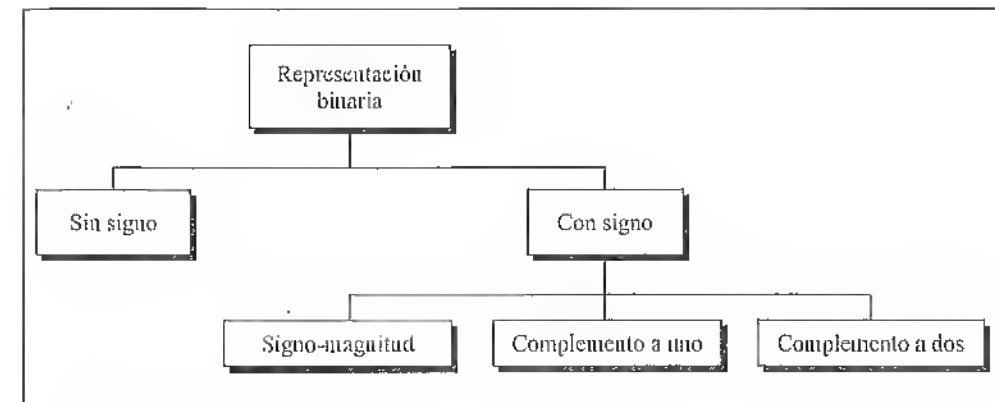 Representación
binaria
Sin signo
Con signo
Signo-magnitud
Complemento a uno
Complemento a dos